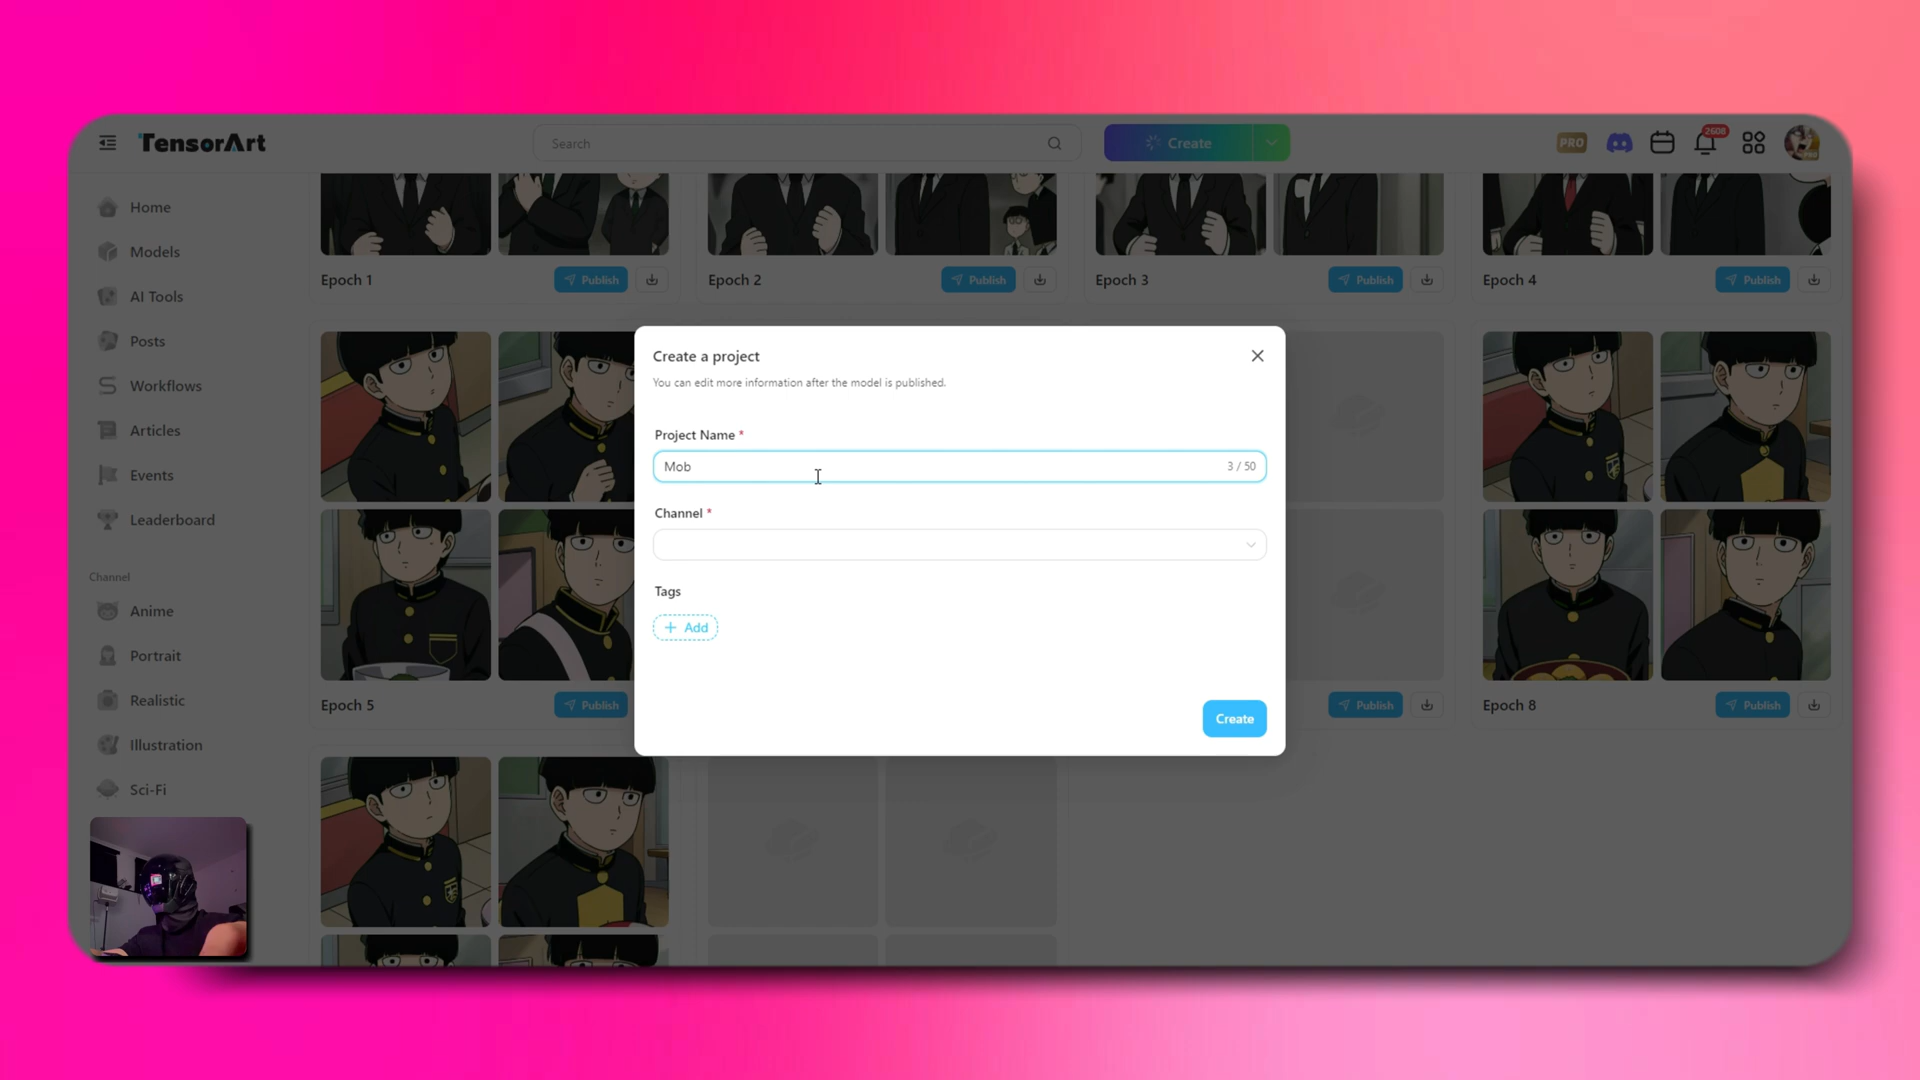 TensorArt
Search
Create
PRO
2608
Home
Models
AI Tools
Posts
Workflows
Articles
Events
Leaderboard
Channel
Anime
Portrait
Realistic
Illustration
Sci-Fi
Epoch 1
Publish
Epoch 2
Publish
Epoch 3
Publish
Epoch 4
Publish
Create a project
You can edit more information after the model is published.
Project Name *
Mob
3 / 50
Channel *
Tags
+ Add
Create
Epoch 5
Publish
Publish
Epoch 8
Publish